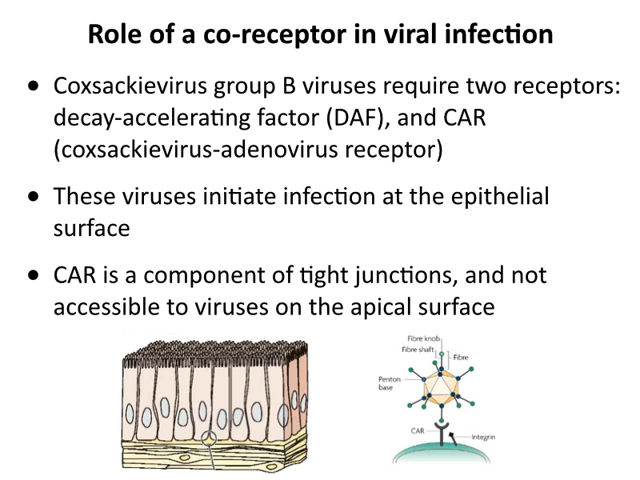 Role of a co-receptor in viral infection
• Coxsackievirus group B viruses require two receptors:
decay-accelerating factor (DAF), and CAR
(coxsackievirus-adenovirus receptor)
• These viruses initiate infection at the epithelial
surface
• CAR is a component of tight junctions, and not
accessible to viruses on the apical surface
Fibre knob
Fibre shaft
Fibre
Penton
base
CAR
Integrin